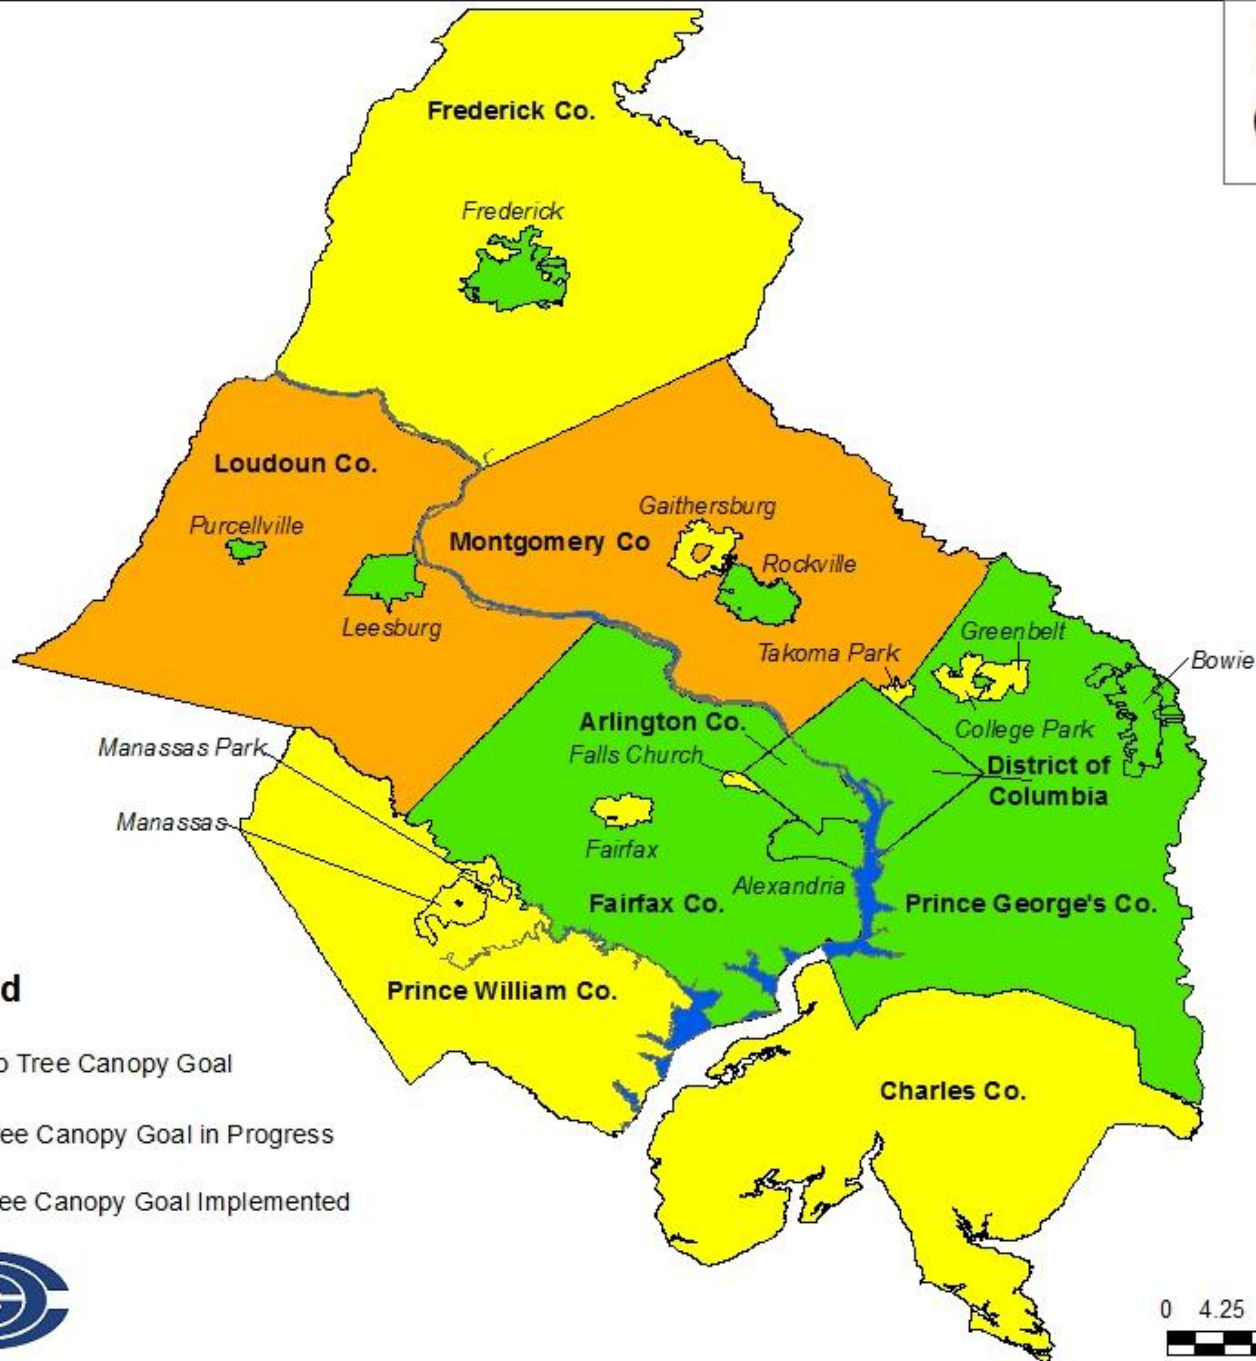 Frederick Co.
Frederick
Loudoun Co.
Purcellville
Leesburg
Montgomery Co
Gaithersburg
Rockville
Takoma Park
Greenbelt
Bowie
College Park
Arlington Co.
Falls Church
District of
Columbia
Manassas Park
Manassas
Fairfax
Alexandria
Fairfax Co.
Prince George's Co.
Prince William Co.
Charles Co.
d
o Tree Canopy Goal
ree Canopy Goal in Progress
ee Canopy Goal Implemented
0 4.25